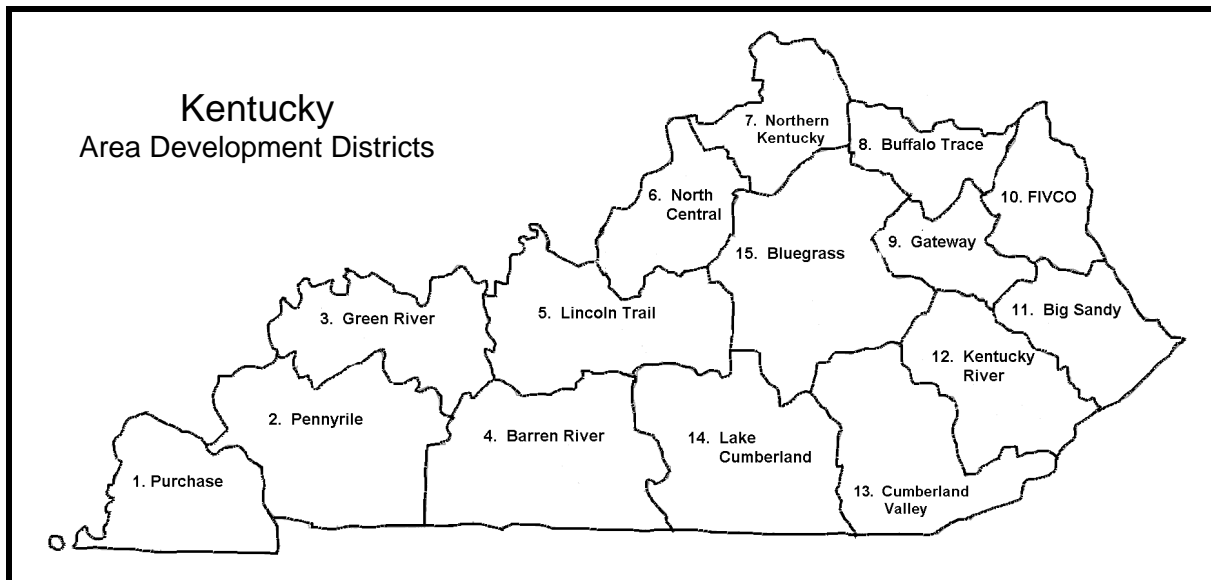 Kentucky
Area Development Districts
7. Northern
Kentucky
8. Buffalo Trace
6. North
Central
10. FIVCO
9. Gateway
15. Bluegrass
3. Green River
5. Lincoln Trail
11. Big Sandy
12. Kentucky
River
2. Pennyrile
4. Barren River
14. Lake
Cumberland
1. Purchase
13. Cumberland
Valley